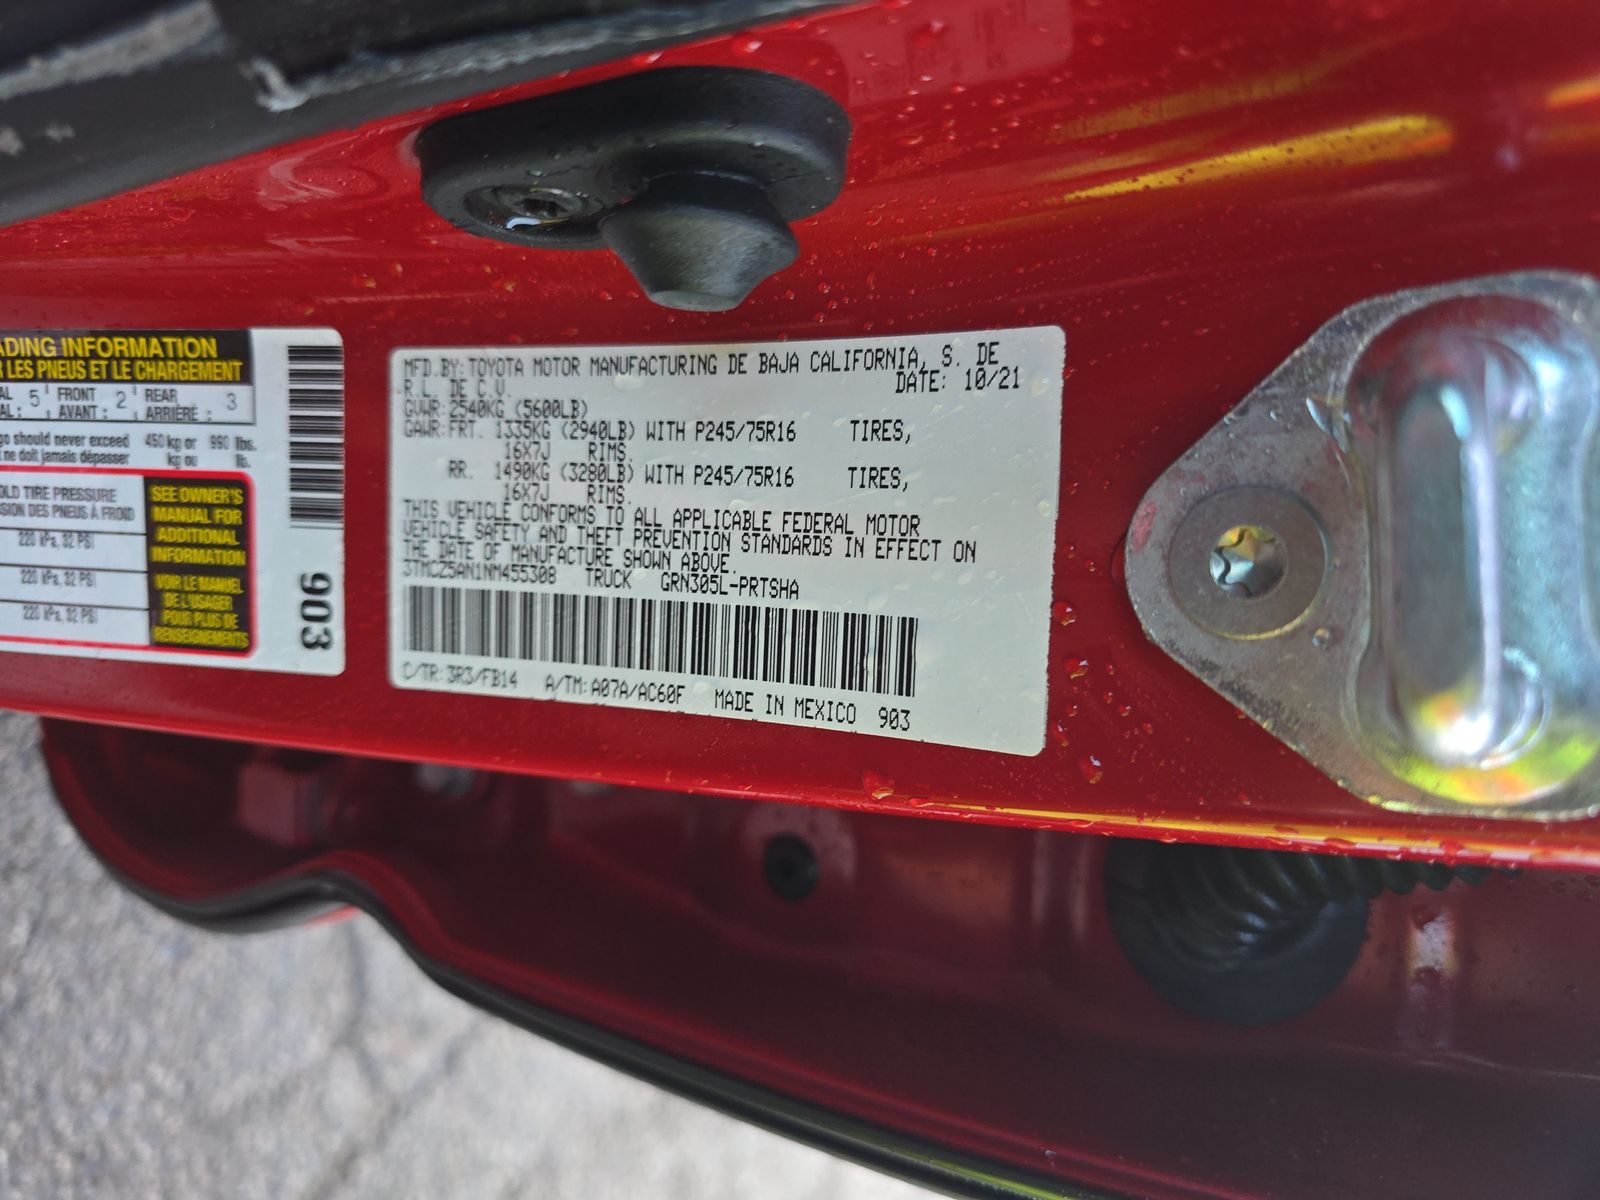 ADING INFORMATION
R LES PNEUS ET LE CHARGEMENT
AL 5 FRONT 2 REAR 3
AL: AVANT: ARRIÈRE:
go should never exceed 450 kg or 990 lbs.
ne doit jamais dépasser kg ou lb.
OLD TIRE PRESSURE
SION DES PNEUS À FROID
220 kPa, 32 PSI
220 kPa, 32 PSI
220 kPa, 32 PSI
SEE OWNER'S
MANUAL FOR
ADDITIONAL
INFORMATION
VOIR LE MANUEL
DE L'USAGER
POUR PLUS DE
RENSEIGNEMENTS
903
MFD.BY: TOYOTA MOTOR MANUFACTURING DE BAJA CALIFORNIA, S. DE
R.L. DE C.V. DATE: 10/21
GVWR: 2540KG (5600LB)
GAWR: FRT. 1335KG (2940LB) WITH P245/75R16 TIRES,
16X7J RIMS.
RR. 1490KG (3280LB) WITH P245/75R16 TIRES,
16X7J RIMS.
THIS VEHICLE CONFORMS TO ALL APPLICABLE FEDERAL MOTOR
VEHICLE SAFETY AND THEFT PREVENTION STANDARDS IN EFFECT ON
THE DATE OF MANUFACTURE SHOWN ABOVE.
3TMCZ5AN1NM455308 TRUCK GRN305L-PRTSHA
C/TR: 3R3/FB14 A/TM: A07A/AC60F MADE IN MEXICO 903